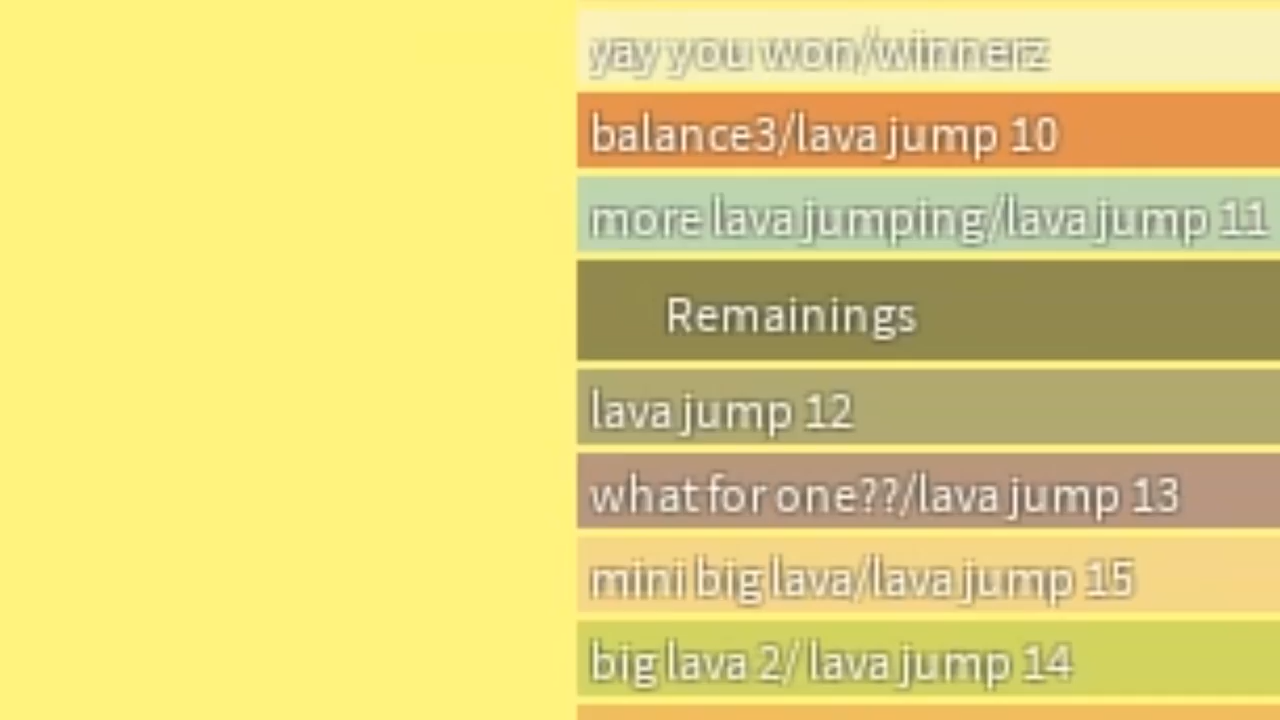 yay you won/winnerz
balance3/lava jump 10
more lava jumping/lava jump 11
Remainings
lava jump 12
what for one??/lava jump 13
mini big lava/lava jump 15
big lava 2/ lava jump 14